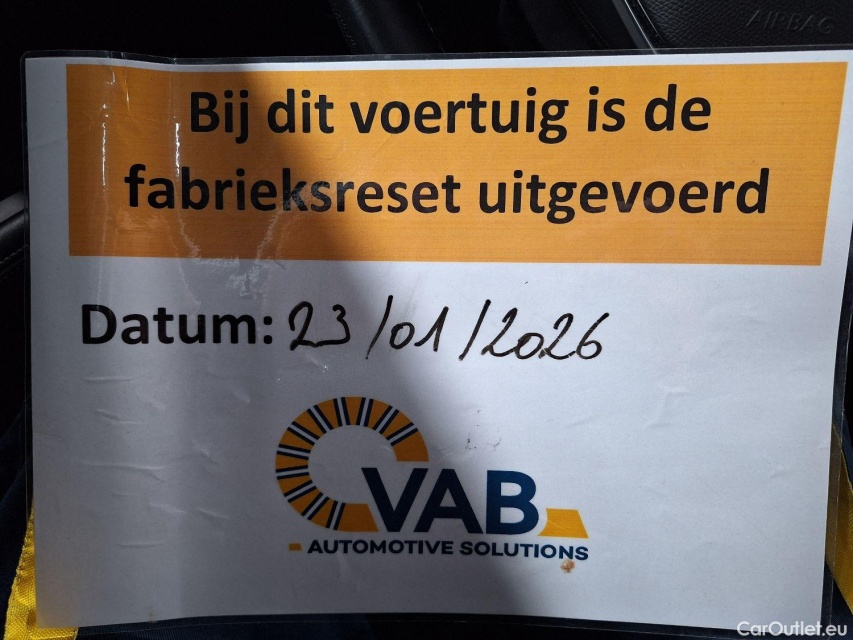 AIRBAG
Bij dit voertuig is de
fabrieksreset uitgevoerd
Datum: 23/01/2026
VAB
AUTOMOTIVE SOLUTIONS
CarOutlet.eu